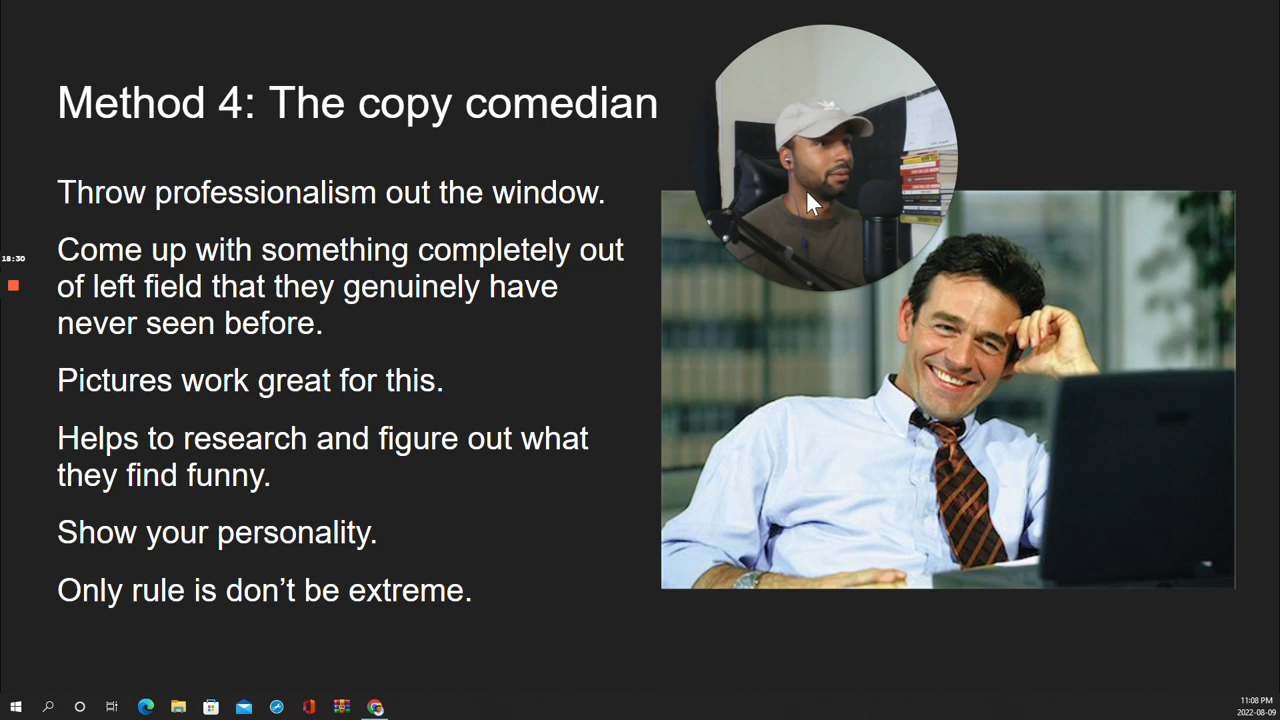 Method 4: The copy comedian
Throw professionalism out the window.
Come up with something completely out
of left field that they genuinely have
never seen before.
Pictures work great for this.
Helps to research and figure out what
they find funny.
Show your personality.
Only rule is don’t be extreme.
18:30
11:08 PM
2022-08-09